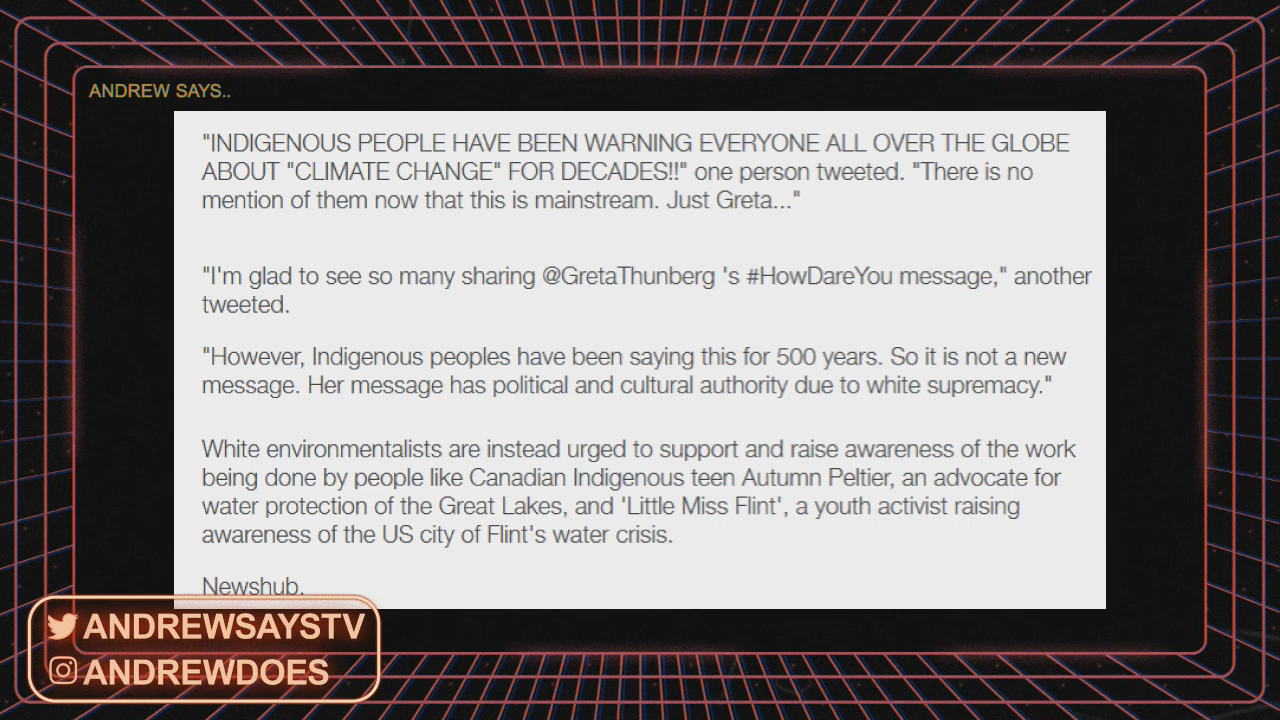 ANDREW SAYS..
"INDIGENOUS PEOPLE HAVE BEEN WARNING EVERYONE ALL OVER THE GLOBE
ABOUT "CLIMATE CHANGE" FOR DECADES!!" one person tweeted. "There is no
mention of them now that this is mainstream. Just Greta..."
"I'm glad to see so many sharing @GretaThunberg 's #HowDareYou message," another
tweeted.
"However, Indigenous peoples have been saying this for 500 years. So it is not a new
message. Her message has political and cultural authority due to white supremacy."
White environmentalists are instead urged to support and raise awareness of the work
being done by people like Canadian Indigenous teen Autumn Peltier, an advocate for
water protection of the Great Lakes, and 'Little Miss Flint', a youth activist raising
awareness of the US city of Flint's water crisis.
Newshub.
ANDREWSAYSTV
ANDREWDOES